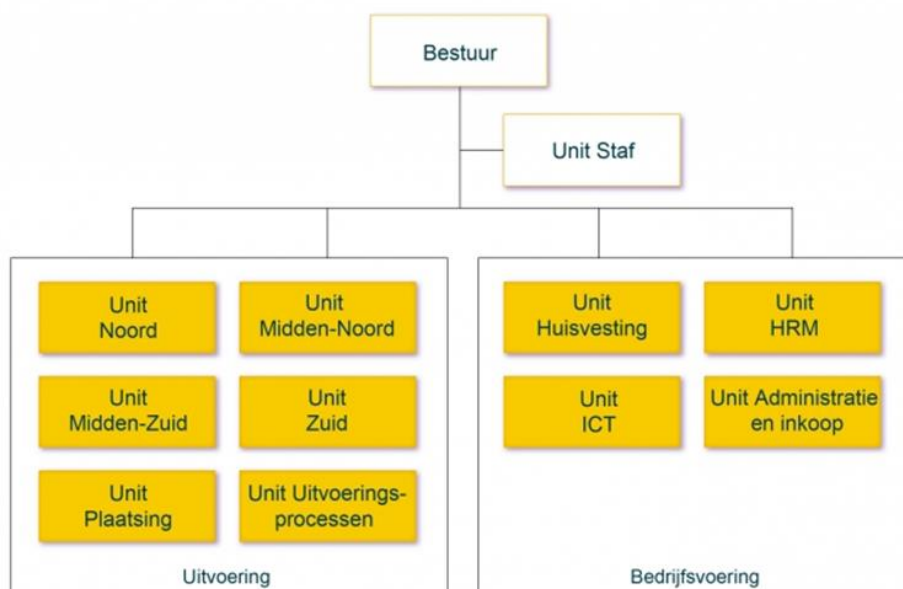 Bestuur
Unit Staf
Unit
Noord
Unit
Midden-Noord
Unit
Midden-Zuid
Unit
Zuid
Unit
Plaatsing
Unit Uitvoerings-
processen
Uitvoering
Unit
Huisvesting
Unit
HRM
Unit
ICT
Unit Administratie
en inkoop
Bedrijfsvoering